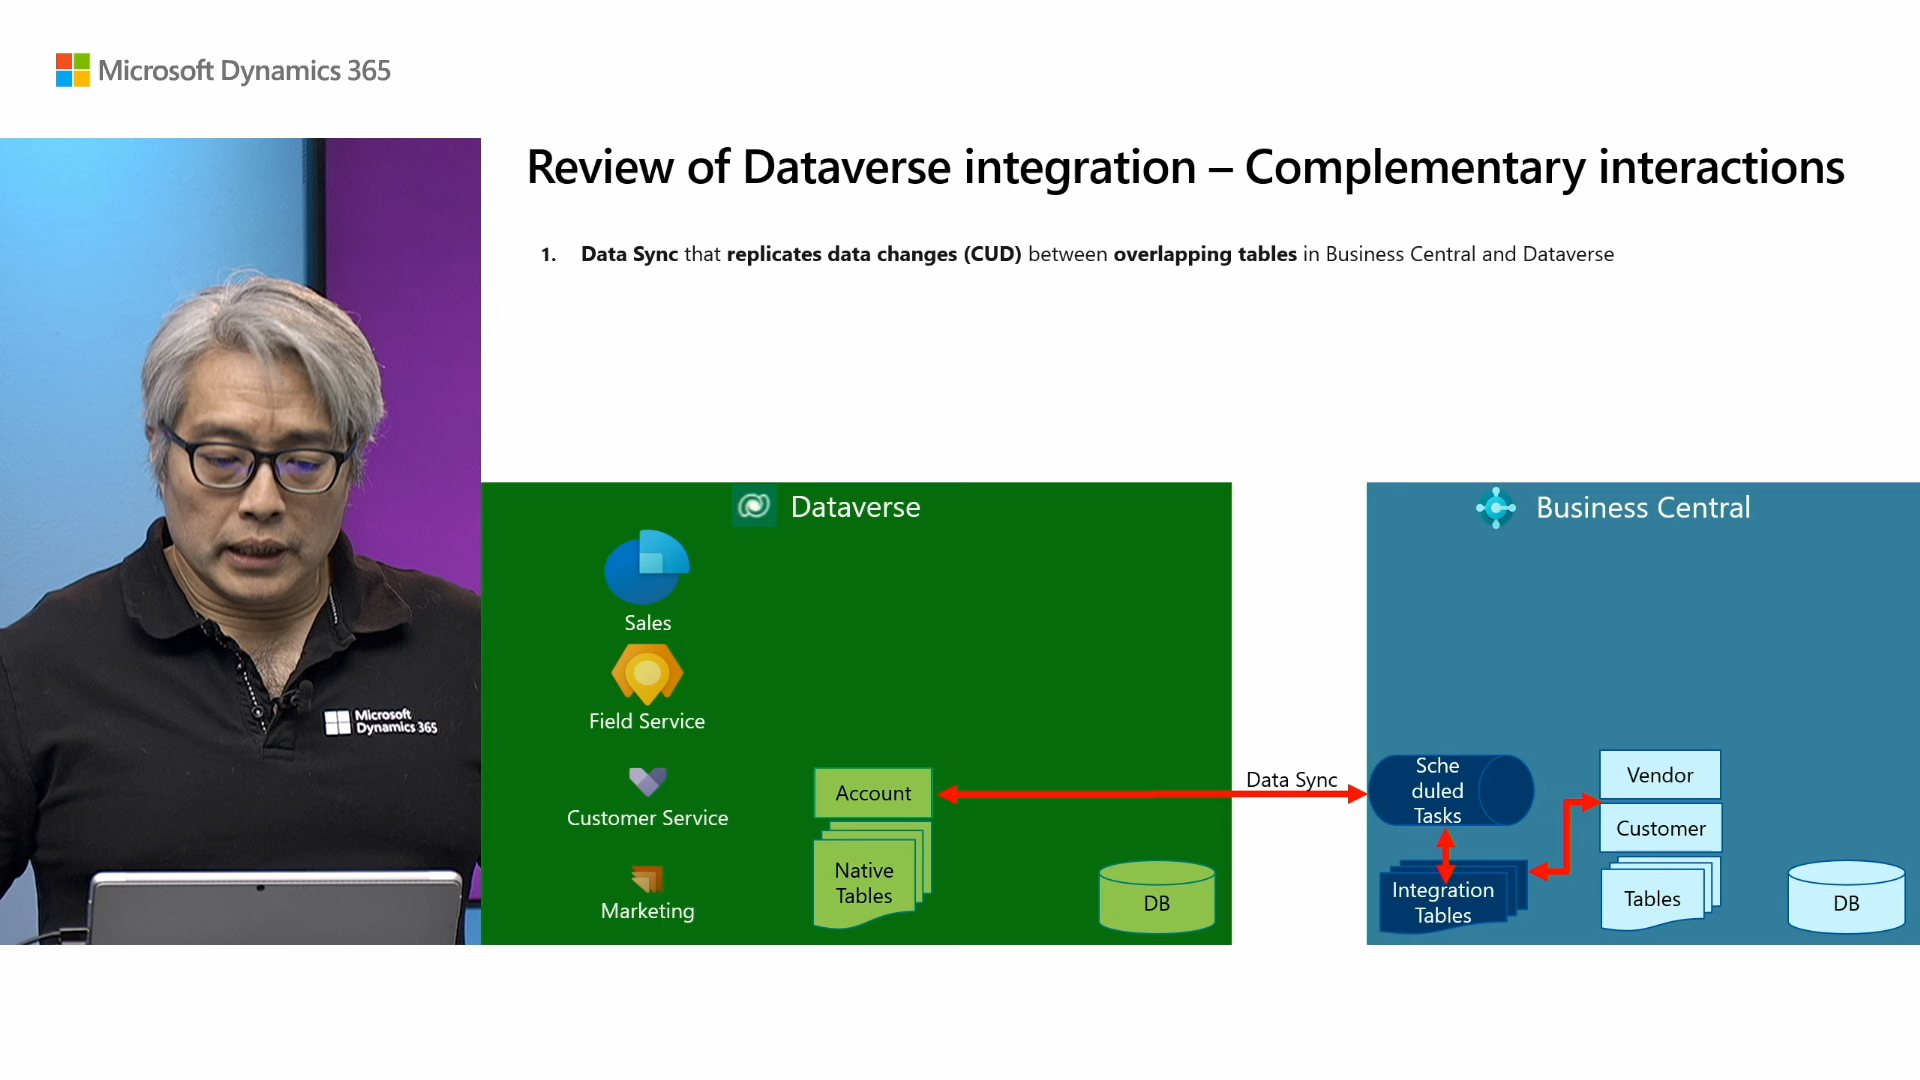 Microsoft Dynamics 365
Review of Dataverse integration – Complementary interactions
1. Data Sync that replicates data changes (CUD) between overlapping tables in Business Central and Dataverse
Microsoft
Dynamics 365
Dataverse
Sales
Field Service
Customer Service
Marketing
Account
Native
Tables
DB
Data Sync
Business Central
Sche
duled
Tasks
Integration
Tables
Vendor
Customer
Tables
DB